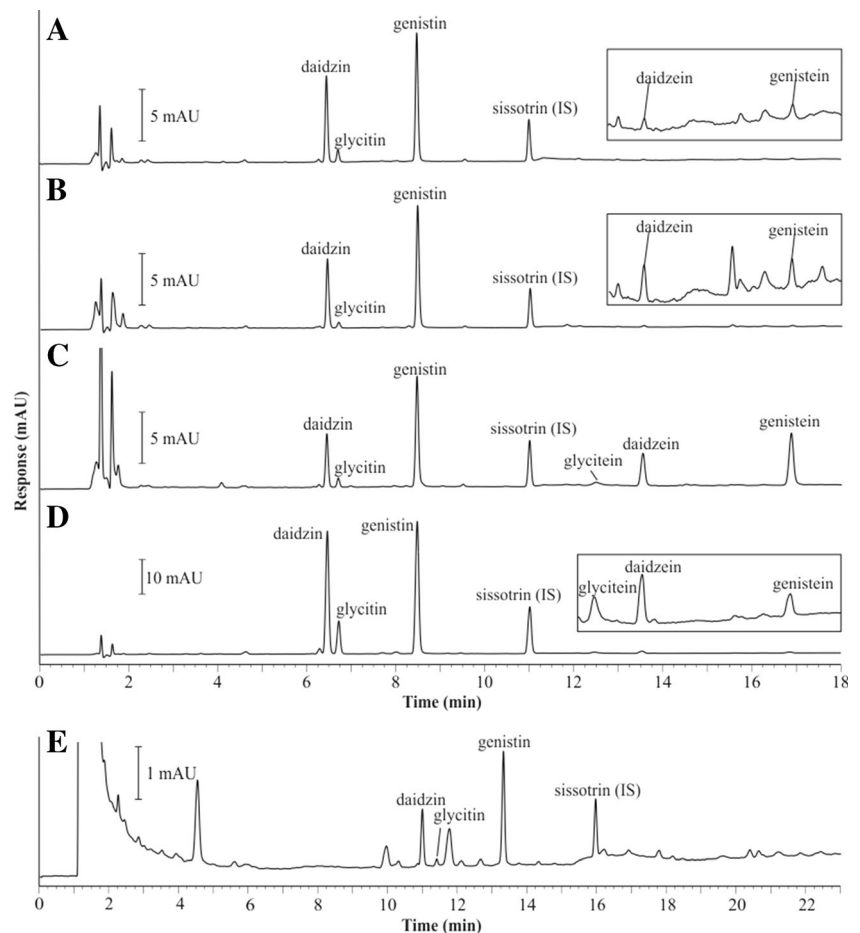 A
genistin
daidzin
5 mAU
glycitin
sissotrin (IS)
daidzein
genistein
B
genistin
daidzin
5 mAU
glycitin
sissotrin (IS)
daidzein
genistein
C
genistin
daidzin
5 mAU
glycitin
sissotrin (IS)
glycitein
daidzein
genistein
Response (mAU)
D
genistin
daidzin
10 mAU
glycitin
sissotrin (IS)
daidzein
glycitein
genistein
0 2 4 6 8 10 12 14 16 18
Time (min)
E
genistin
1 mAU
daidzin
glycitin
sissotrin (IS)
0 2 4 6 8 10 12 14 16 18 20 22
Time (min)